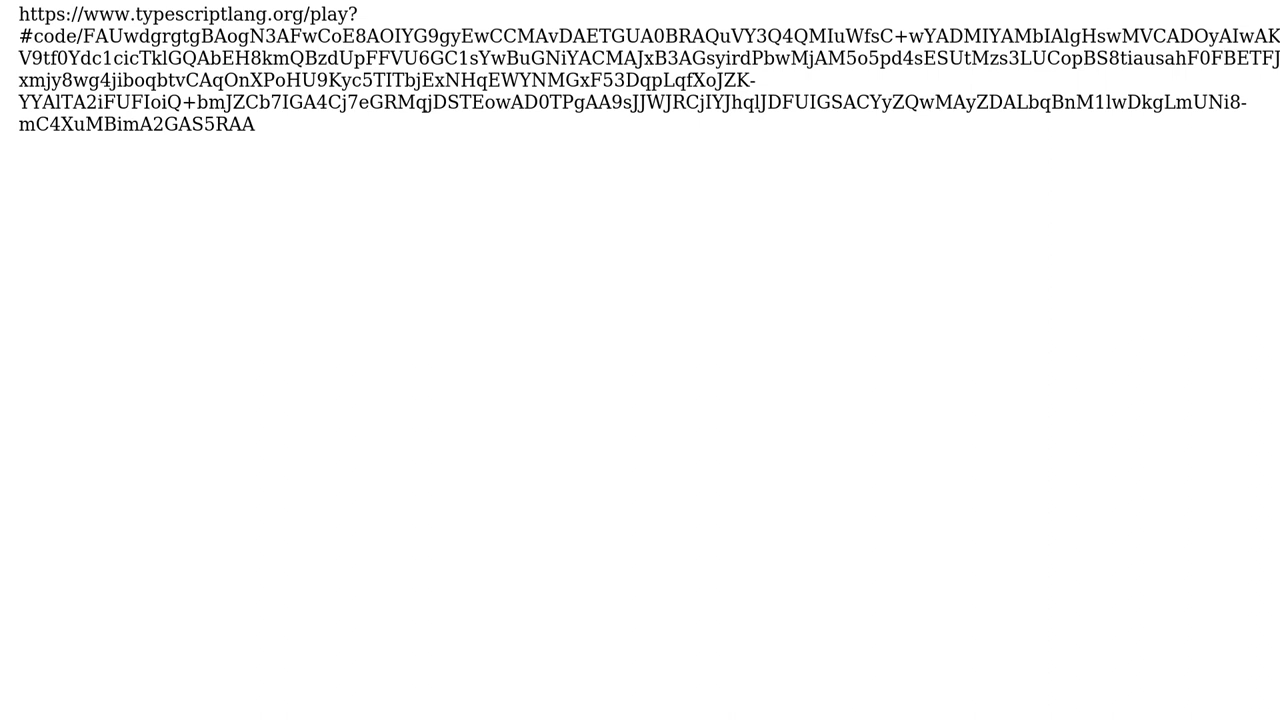 https://www.typescriptlang.org/play?
#code/FAUwdgrgtgBAogN3AFwCoE8AOIYG9gyEwCCMAvDAETGUA0BRAQuVY3Q4QMIuWfsC+wYADMIYAMbIAlgHswMVCADOyAIwAK
V9tf0Ydc1cicTklGQAbEH8kmQBzdUpFFVU6GC1sYwBuGNiYACMAJxB3AGsyirdPbwMjAM5o5pd4sESUtMzs3LUCopBS8tiausahF0FBETFJ
xmjy8wg4jiboqbtvCAqOnXPoHU9Kyc5TITbjExNHqEWYNMGxF53DqpLqfXoJZK-
YYAlTA2iFUFIoiQ+bmJZCb7IGA4Cj7eGRMqjDSTEowAD0TPgAA9sJJWJRCjIYJhqlJDFUIGSACYyZQwMAyZDALbqBnM1lwDkgLmUNi8-
mC4XuMBimA2GAS5RAA